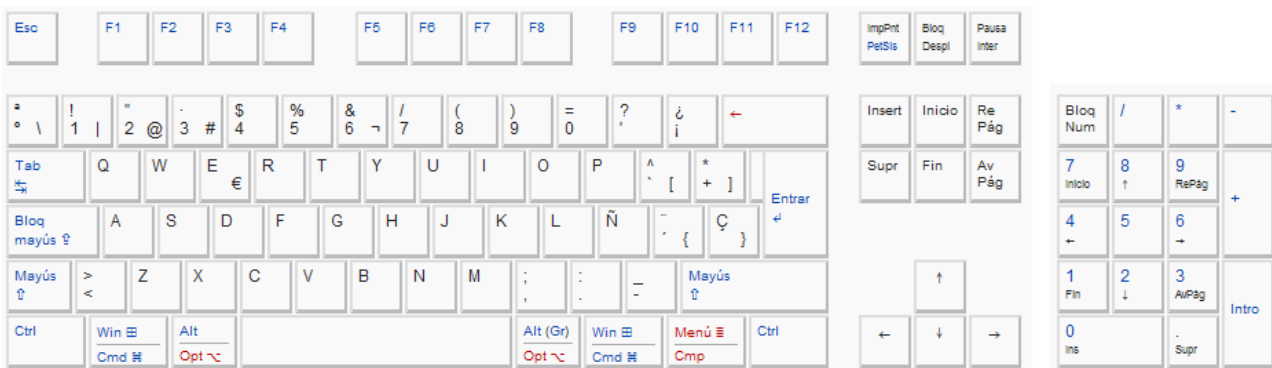 Esc F1 F2 F3 F4 F5 F6 F7 F8 F9 F10 F11 F12 ImpPnt PetSis Bloq Despl Pausa Inter
ª º \ ! 1 | " 2 @ · 3 # $ 4 % 5 & 6 ¬ / 7 ( 8 ) 9 = 0 ? ' ¿ ¡ ← Insert Inicio Re Pág Bloq Num / * -
Tab ↹ Q W E € R T Y U I O P ^ ` [ * + ] Entrar ↵ Supr Fin Av Pág 7 Inicio 8 ↑ 9 RePág +
Bloq mayús ⇧ A S D F G H J K L Ñ ¨ ´ { Ç } 4 ← 5 6 →
Mayús ⇧ > < Z X C V B N M ; , : . _ - Mayús ⇧ ↑ 1 Fin 2 ↓ 3 AvPág Intro
Ctrl Win ⊞ Cmd ⌘ Alt Opt ⌥ Alt (Gr) Opt ⌥ Win ⊞ Cmd ⌘ Menú ≣ Cmp Ctrl ← ↓ → 0 Ins . Supr